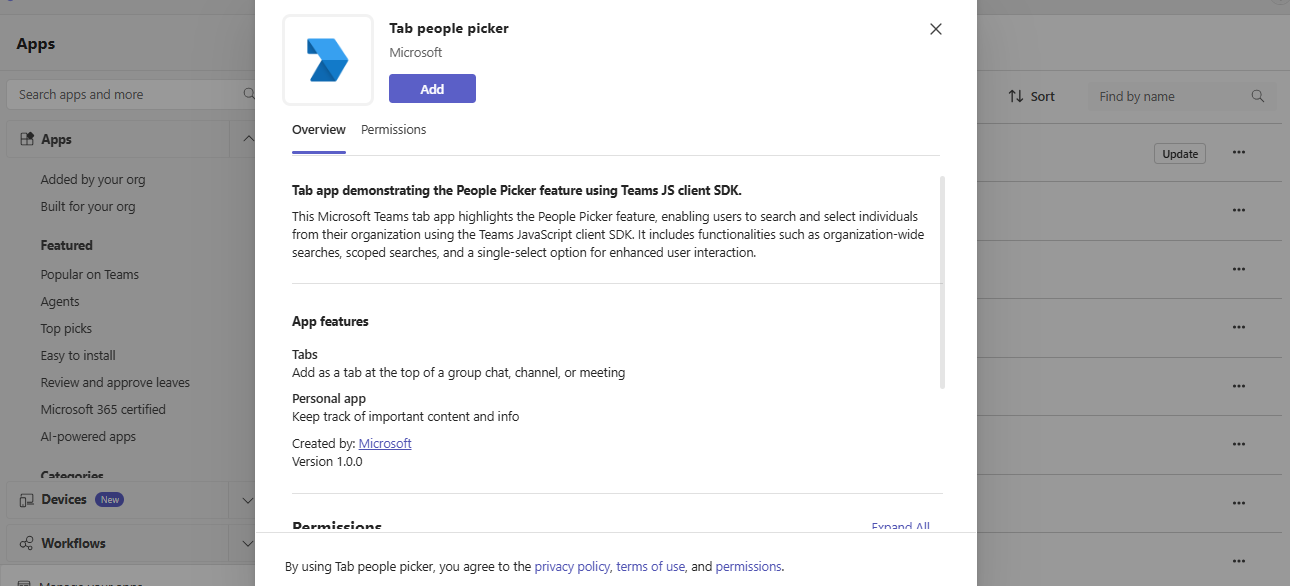 Apps
Search apps and more
Apps
Added by your org
Built for your org
Featured
Popular on Teams
Agents
Top picks
Easy to install
Review and approve leaves
Microsoft 365 certified
AI-powered apps
Categories
Devices New
Workflows
Manage your apps
Tab people picker
Microsoft
Add
Overview Permissions
Tab app demonstrating the People Picker feature using Teams JS client SDK.
This Microsoft Teams tab app highlights the People Picker feature, enabling users to search and select individuals
from their organization using the Teams JavaScript client SDK. It includes functionalities such as organization-wide
searches, scoped searches, and a single-select option for enhanced user interaction.
App features
Tabs
Add as a tab at the top of a group chat, channel, or meeting
Personal app
Keep track of important content and info
Created by: Microsoft
Version 1.0.0
Permissions Expand All
By using Tab people picker, you agree to the privacy policy, terms of use, and permissions.
Sort Find by name
Update